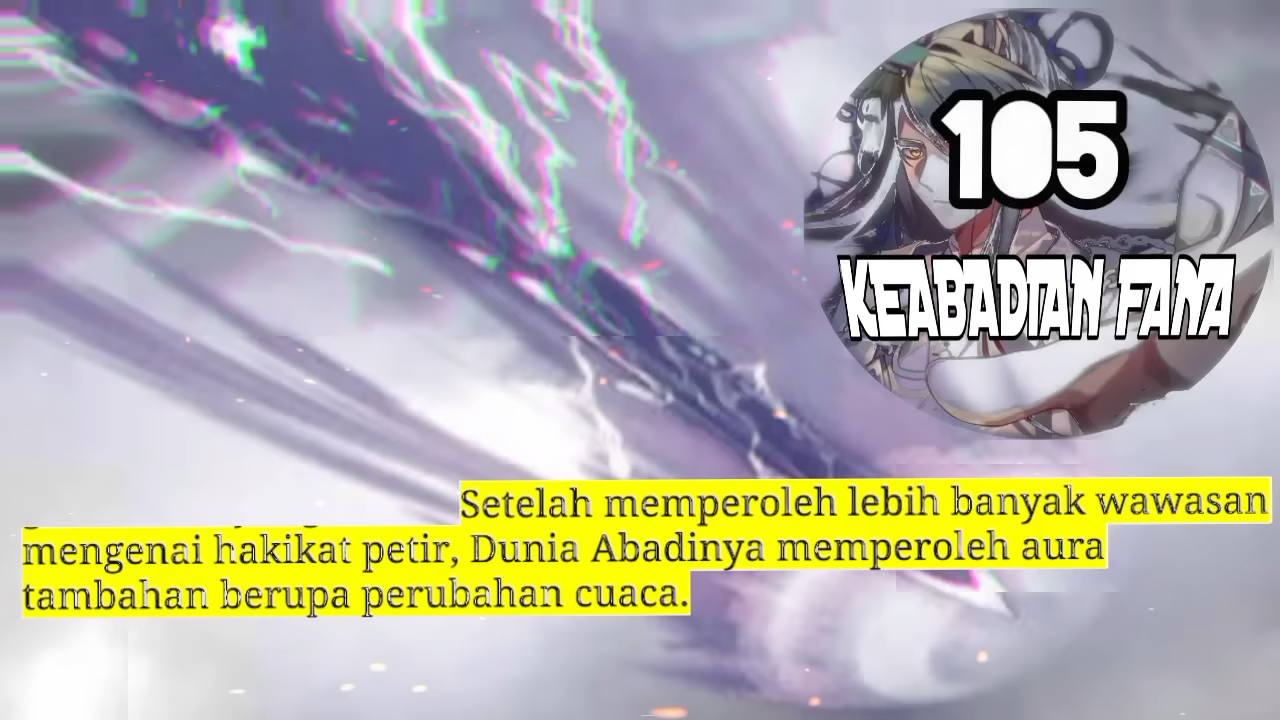 105
KEABADIAN FANA
Setelah memperoleh lebih banyak wawasan
mengenai hakikat petir, Dunia Abadinya memperoleh aura
tambahan berupa perubahan cuaca.